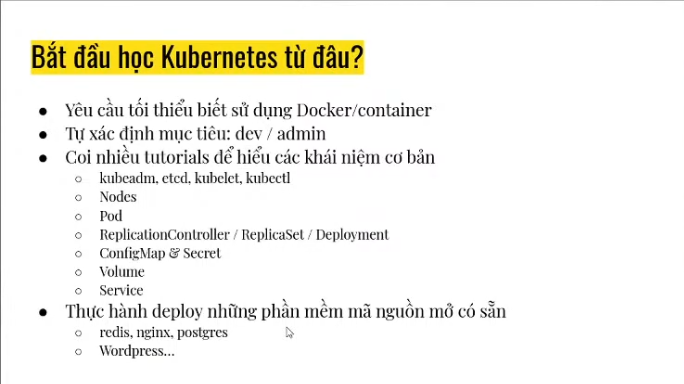 Bắt đầu học Kubernetes từ đâu?
● Yêu cầu tối thiểu biết sử dụng Docker/container
● Tự xác định mục tiêu: dev / admin
● Coi nhiều tutorials để hiểu các khái niệm cơ bản
○ kubeadm, etcd, kubelet, kubectl
○ Nodes
○ Pod
○ ReplicationController / ReplicaSet / Deployment
○ ConfigMap & Secret
○ Volume
○ Service
● Thực hành deploy những phần mềm mã nguồn mở có sẵn
○ redis, nginx, postgres
○ Wordpress...